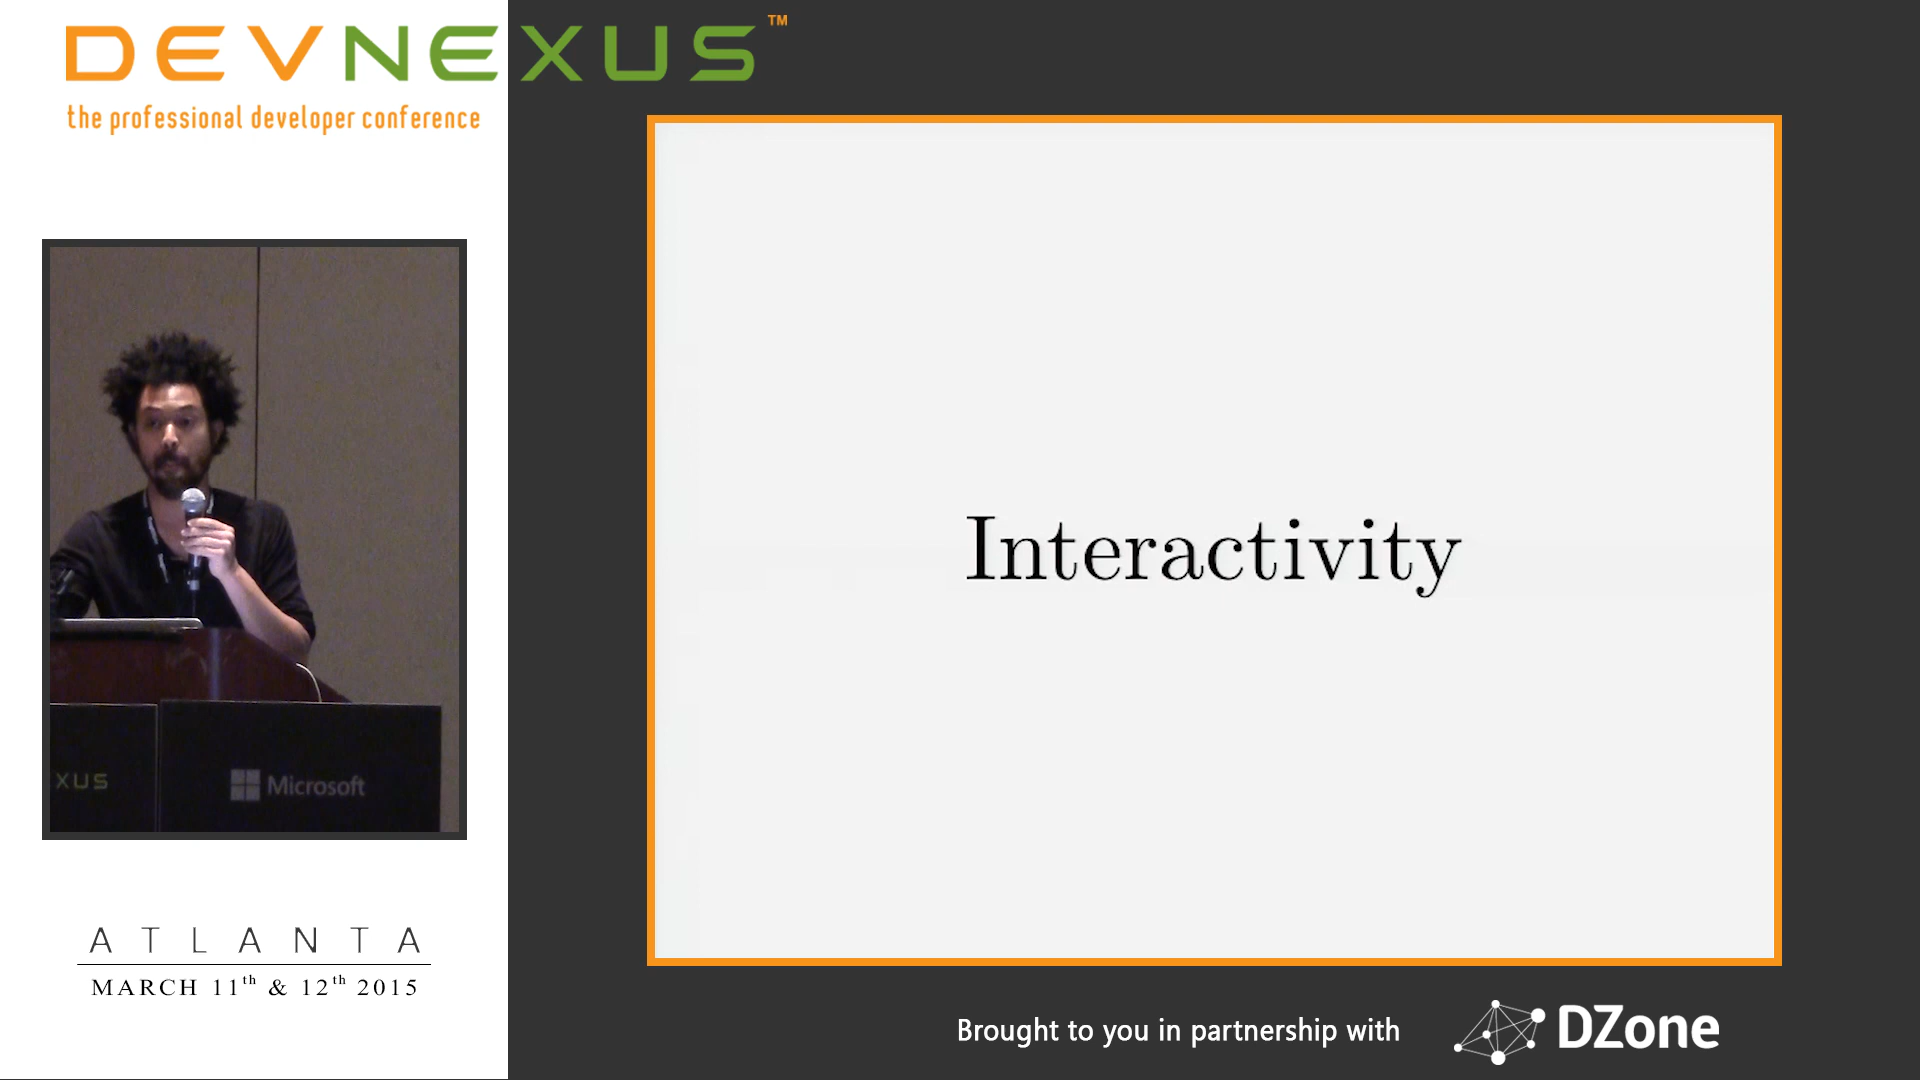 DEVNEXUS™
the professional developer conference
Interactivity
XUS
Microsoft
ATLANTA
MARCH 11th & 12th 2015
Brought to you in partnership with
DZone